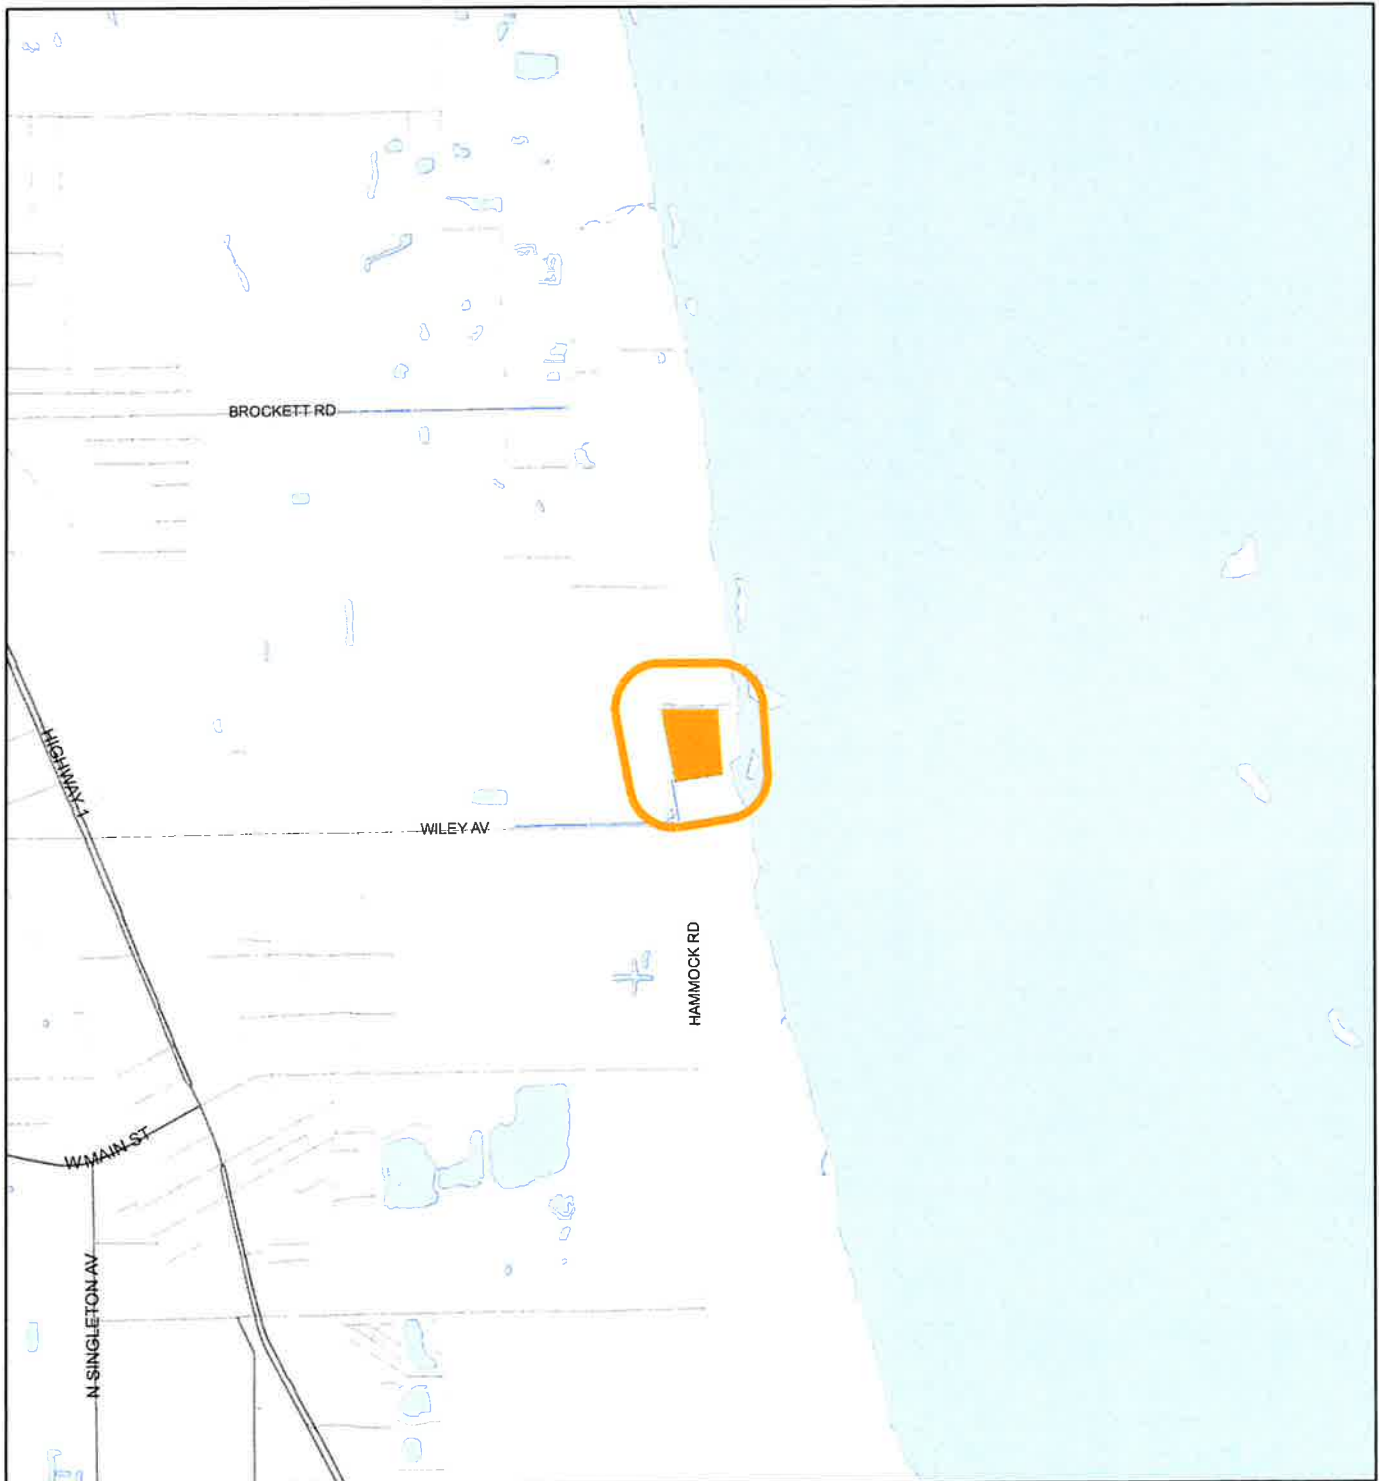 BROCKETT RD
HIGHWAY 1
WILEY AV
HAMMOCK RD
W MAIN ST
N SINGLETON AV